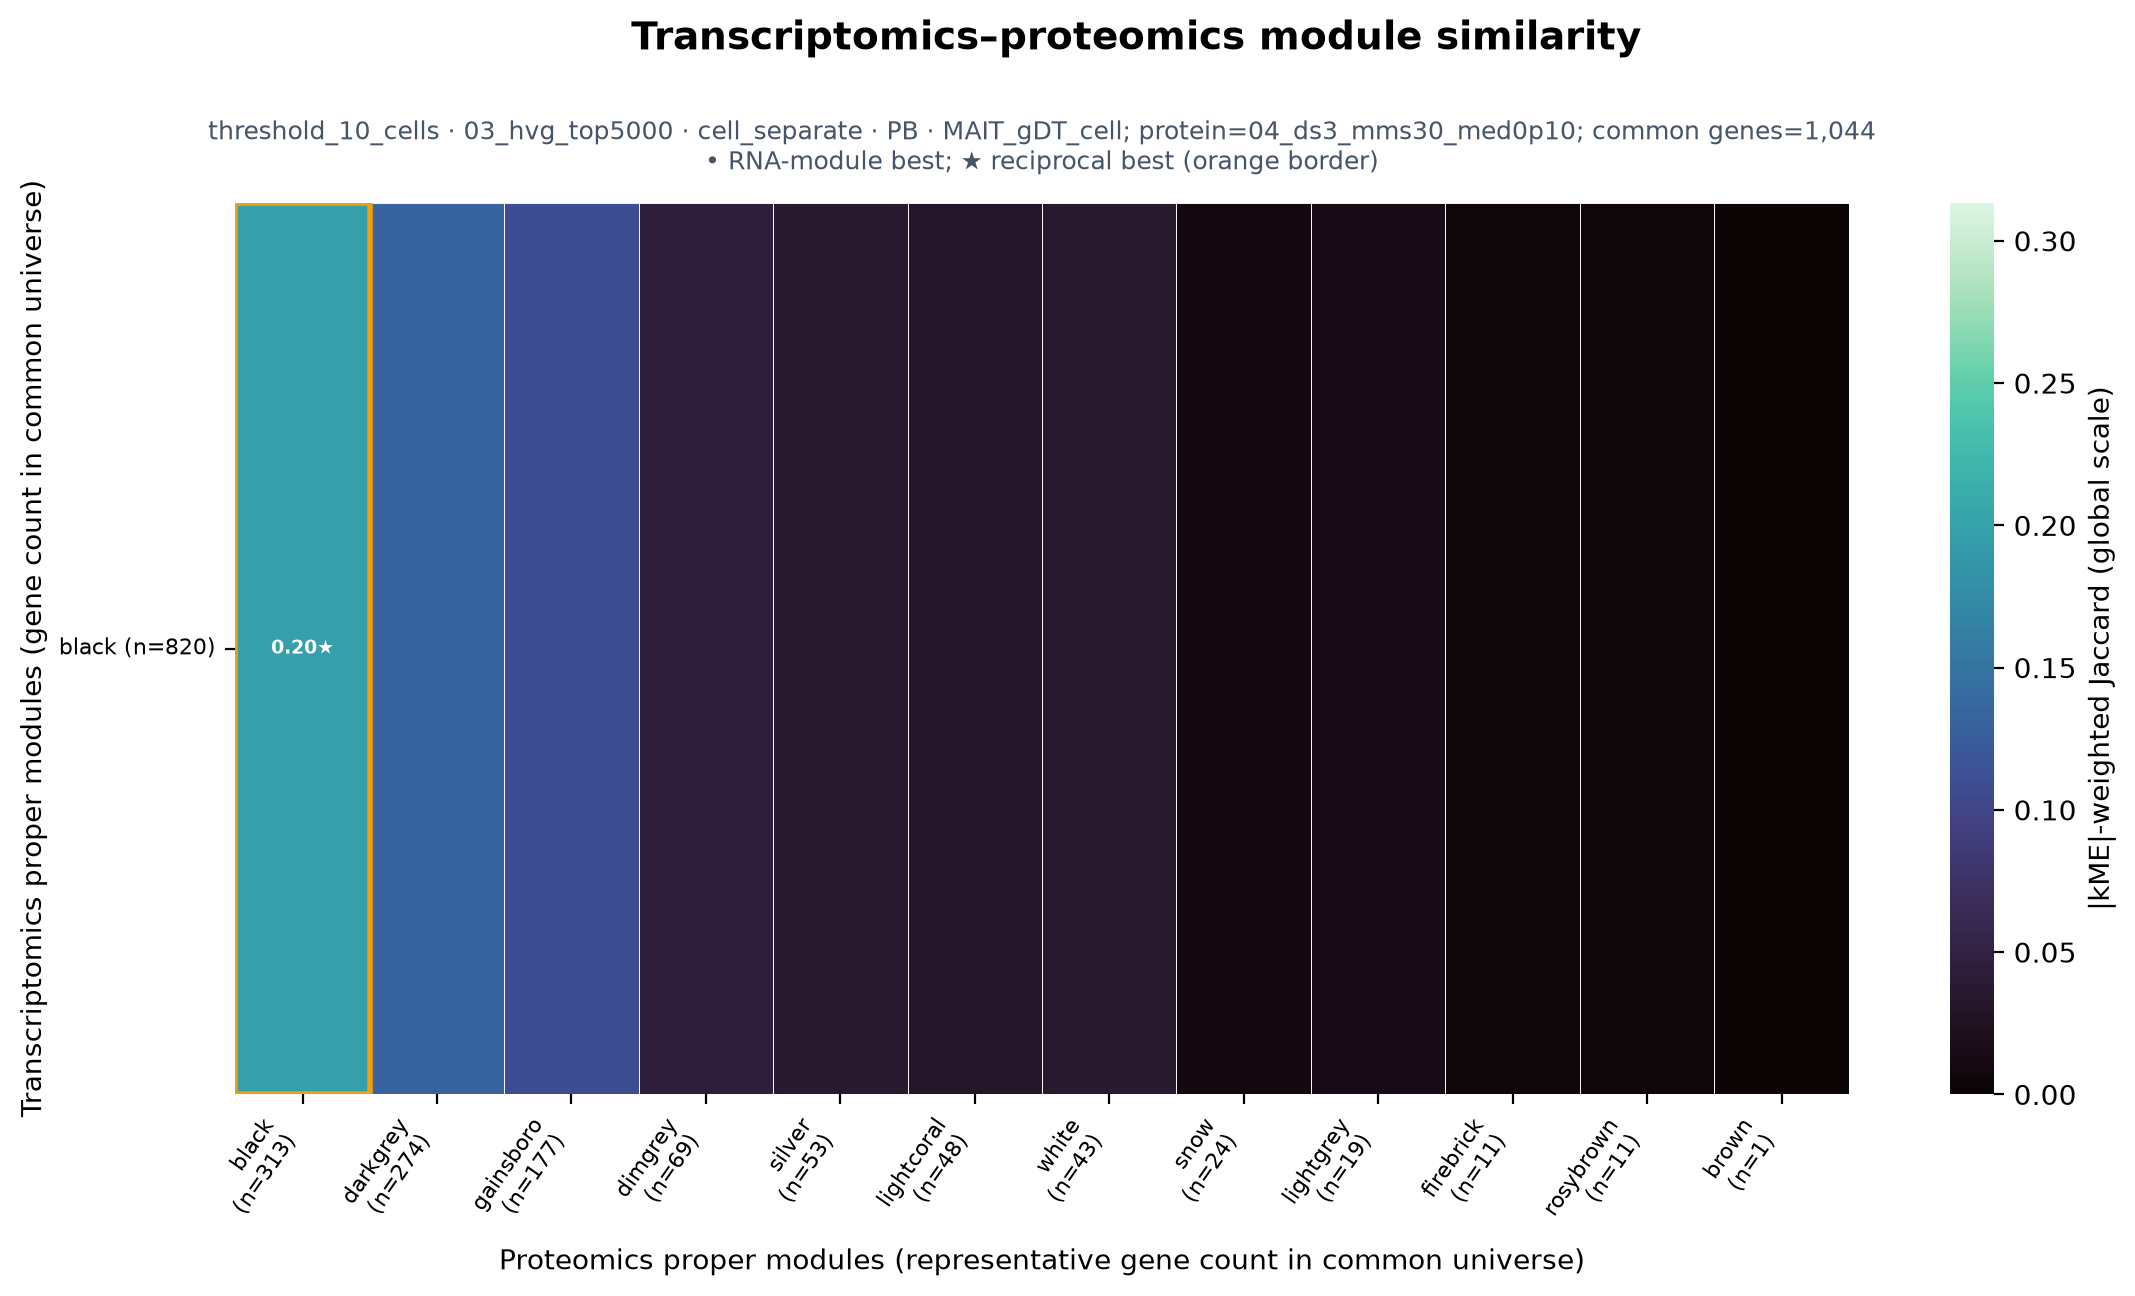 Transcriptomics–proteomics module similarity
threshold_10_cells · 03_hvg_top5000 · cell_separate · PB · MAIT_gDT_cell; protein=04_ds3_mms30_med0p10; common genes=1,044
• RNA-module best; ★ reciprocal best (orange border)
Transcriptomics proper modules (gene count in common universe)
black (n=820)
0.20★
black
(n=313)
darkgrey
(n=274)
gainsboro
(n=177)
dimgrey
(n=69)
silver
(n=53)
lightcoral
(n=48)
white
(n=43)
snow
(n=24)
lightgrey
(n=19)
firebrick
(n=11)
rosybrown
(n=11)
brown
(n=1)
Proteomics proper modules (representative gene count in common universe)
0.30
0.25
0.20
0.15
0.10
0.05
0.00
|kME|-weighted Jaccard (global scale)